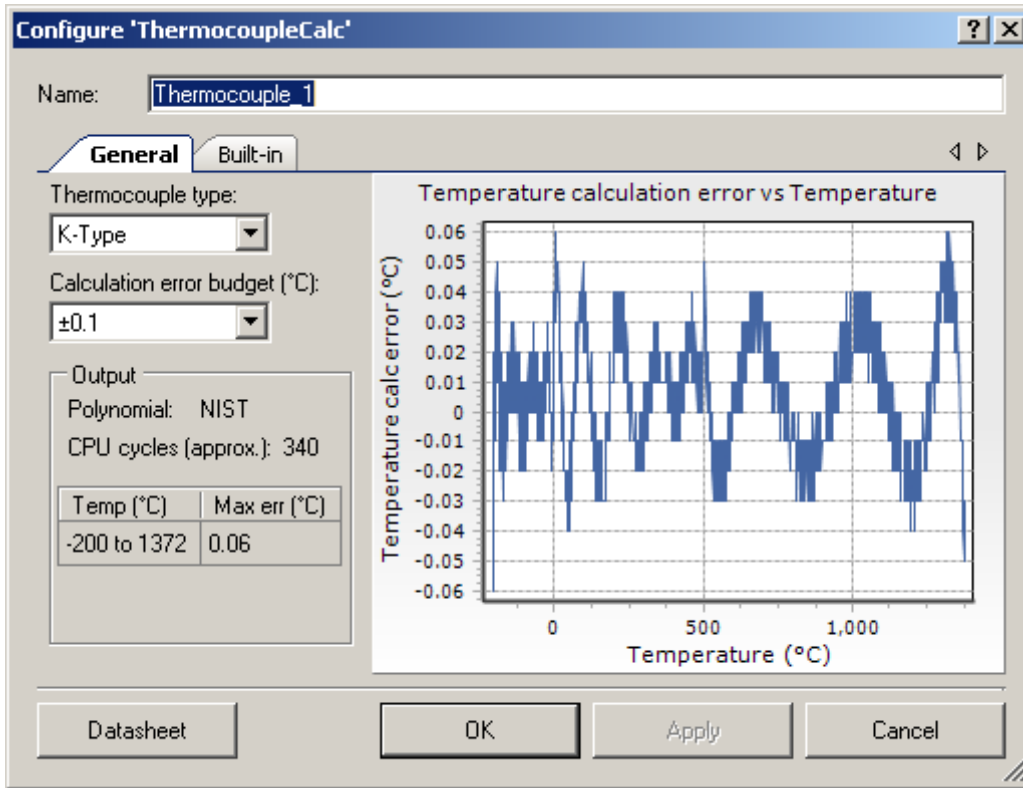 Configure 'ThermocoupleCalc'
Name: Thermocouple_1
General Built-in
Thermocouple type:
K-Type
Calculation error budget (°C):
±0.1
Output
Polynomial: NIST
CPU cycles (approx.): 340
Temp (°C) Max err (°C)
-200 to 1372 0.06
Temperature calculation error vs Temperature
Temperature calc error (°C)
0.06
0.05
0.04
0.03
0.02
0.01
0
-0.01
-0.02
-0.03
-0.04
-0.05
-0.06
0 500 1,000
Temperature (°C)
Datasheet OK Apply Cancel